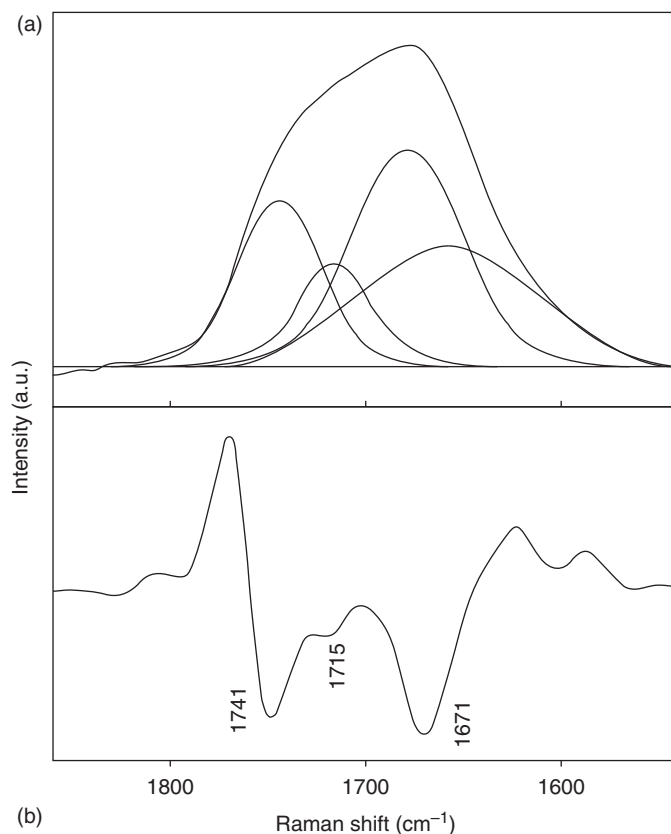 (a)
Intensity (a.u.)
1741
1715
1671
1800 1700 1600
(b)
Raman shift (cm⁻¹)